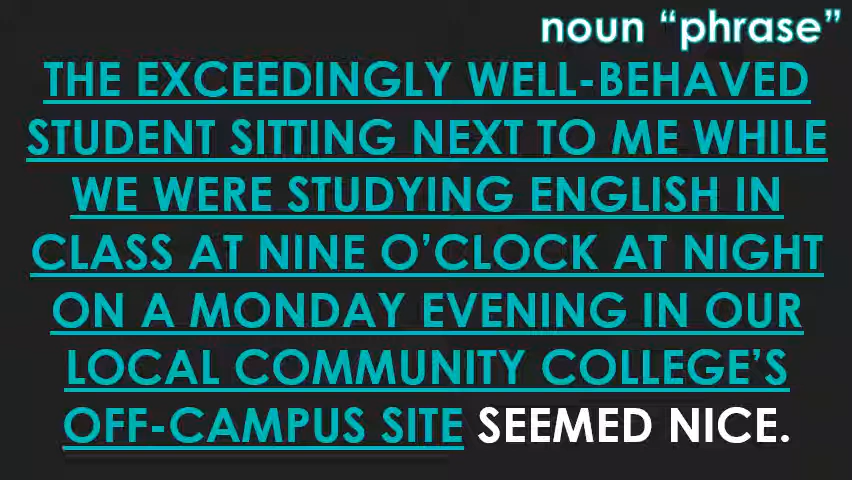 noun “phrase”
THE EXCEEDINGLY WELL-BEHAVED
STUDENT SITTING NEXT TO ME WHILE
WE WERE STUDYING ENGLISH IN
CLASS AT NINE O’CLOCK AT NIGHT
ON A MONDAY EVENING IN OUR
LOCAL COMMUNITY COLLEGE’S
OFF-CAMPUS SITE SEEMED NICE.